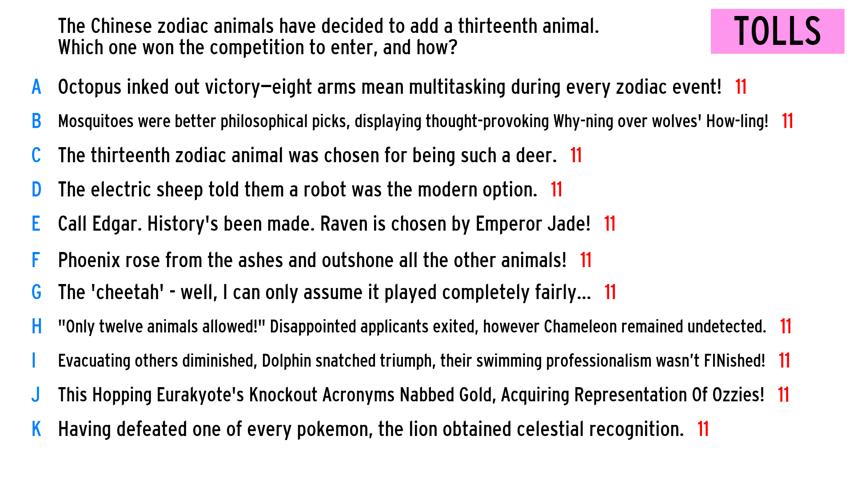 The Chinese zodiac animals have decided to add a thirteenth animal.
Which one won the competition to enter, and how?
TOLLS
A Octopus inked out victory—eight arms mean multitasking during every zodiac event! 11
B Mosquitoes were better philosophical picks, displaying thought-provoking Why-ning over wolves' How-ling! 11
C The thirteenth zodiac animal was chosen for being such a deer. 11
D The electric sheep told them a robot was the modern option. 11
E Call Edgar. History's been made. Raven is chosen by Emperor Jade! 11
F Phoenix rose from the ashes and outshone all the other animals! 11
G The 'cheetah' - well, I can only assume it played completely fairly... 11
H "Only twelve animals allowed!" Disappointed applicants exited, however Chameleon remained undetected. 11
I Evacuating others diminished, Dolphin snatched triumph, their swimming professionalism wasn’t FINished! 11
J This Hopping Eurakyote's Knockout Acronyms Nabbed Gold, Acquiring Representation Of Ozzies! 11
K Having defeated one of every pokemon, the lion obtained celestial recognition. 11